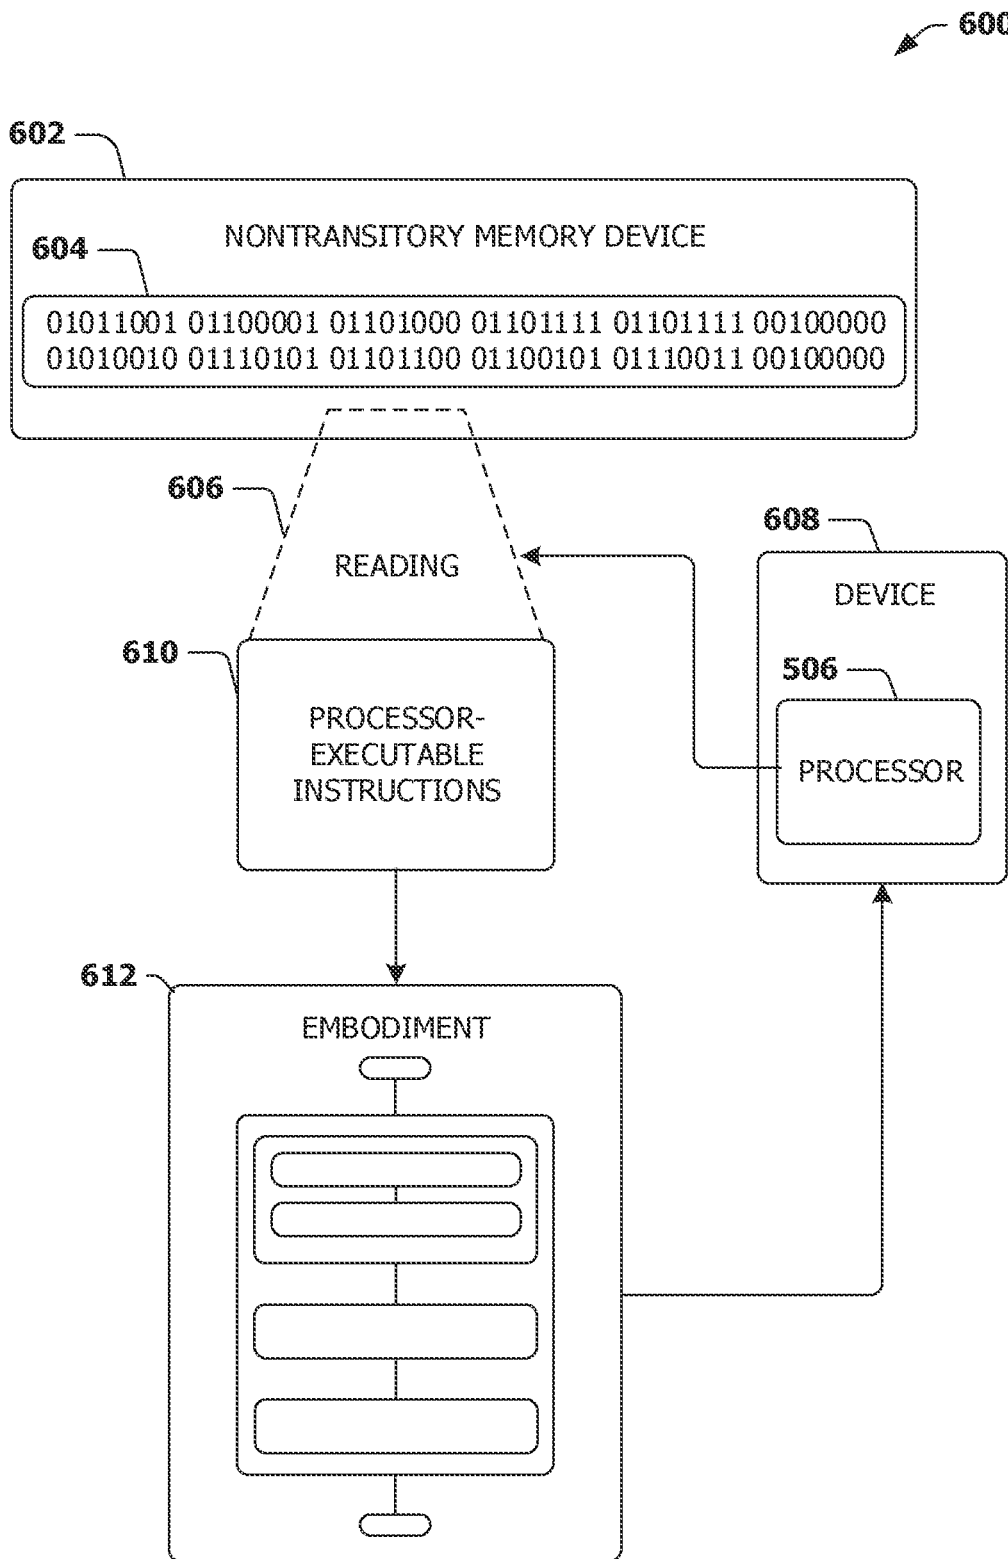 600
602
NONTRANSITORY MEMORY DEVICE
604
01011001 01100001 01101000 01101111 01101111 00100000
01010010 01110101 01101100 01100101 01110011 00100000
606
READING
608
DEVICE
610
506
PROCESSOR-
EXECUTABLE
INSTRUCTIONS
PROCESSOR
612
EMBODIMENT